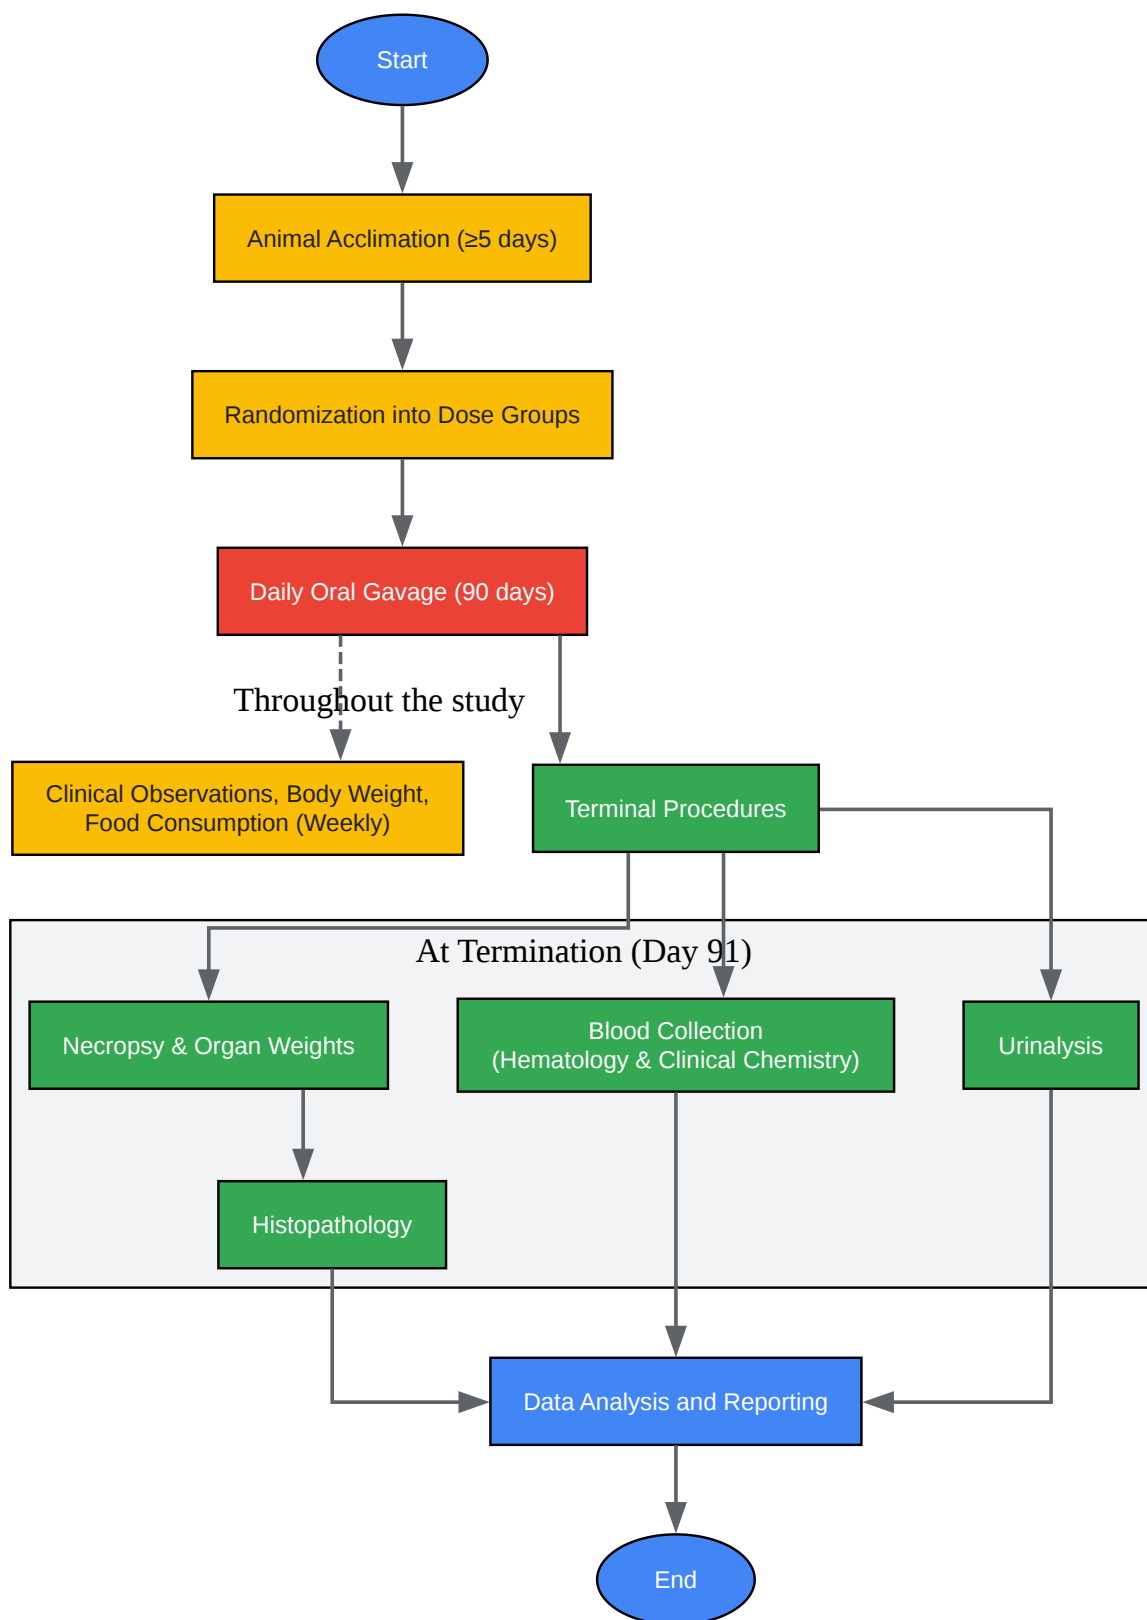 Start
Animal Acclimation (≥5 days)
Randomization into Dose Groups
Daily Oral Gavage (90 days)
Throughout the study
Clinical Observations, Body Weight,
Food Consumption (Weekly)
Terminal Procedures
At Termination (Day 91)
Necropsy & Organ Weights
Blood Collection
(Hematology & Clinical Chemistry)
Urinalysis
Histopathology
Data Analysis and Reporting
End